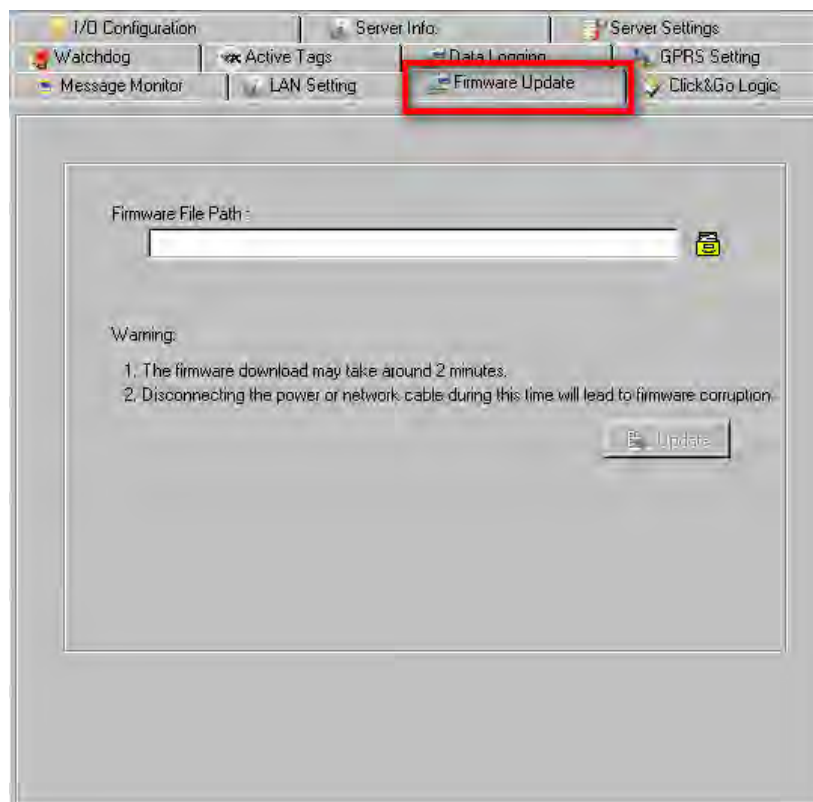 I/O Configuration Server Info. Server Settings
Watchdog Active Tags Data Logging GPRS Setting
Message Monitor LAN Setting Firmware Update Click&Go Logic
Firmware File Path :
Warning:
1. The firmware download may take around 2 minutes.
2. Disconnecting the power or network cable during this time will lead to firmware corruption.
Update